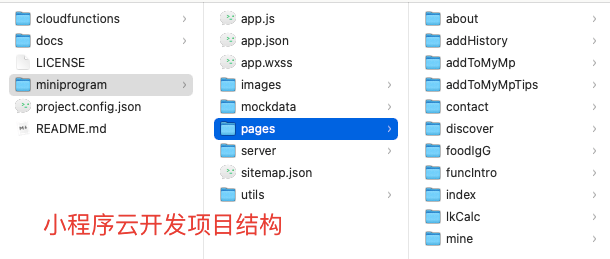 cloudfunctions
docs
LICENSE
miniprogram
project.config.json
README.md
app.js
app.json
app.wxss
images
mockdata
pages
server
sitemap.json
utils
about
addHistory
addToMyMp
addToMyMpTips
contact
discover
foodIgG
funcIntro
index
lkCalc
mine
小程序云开发项目结构